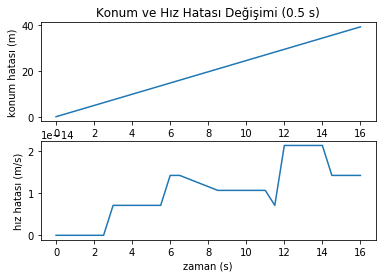 Konum ve Hız Hatası Değişimi (0.5 s)
konum hatası (m)
40
20
0
0 2 4 6 8 10 12 14 16
1e−14
hız hatası (m/s)
2
1
0
0 2 4 6 8 10 12 14 16
zaman (s)